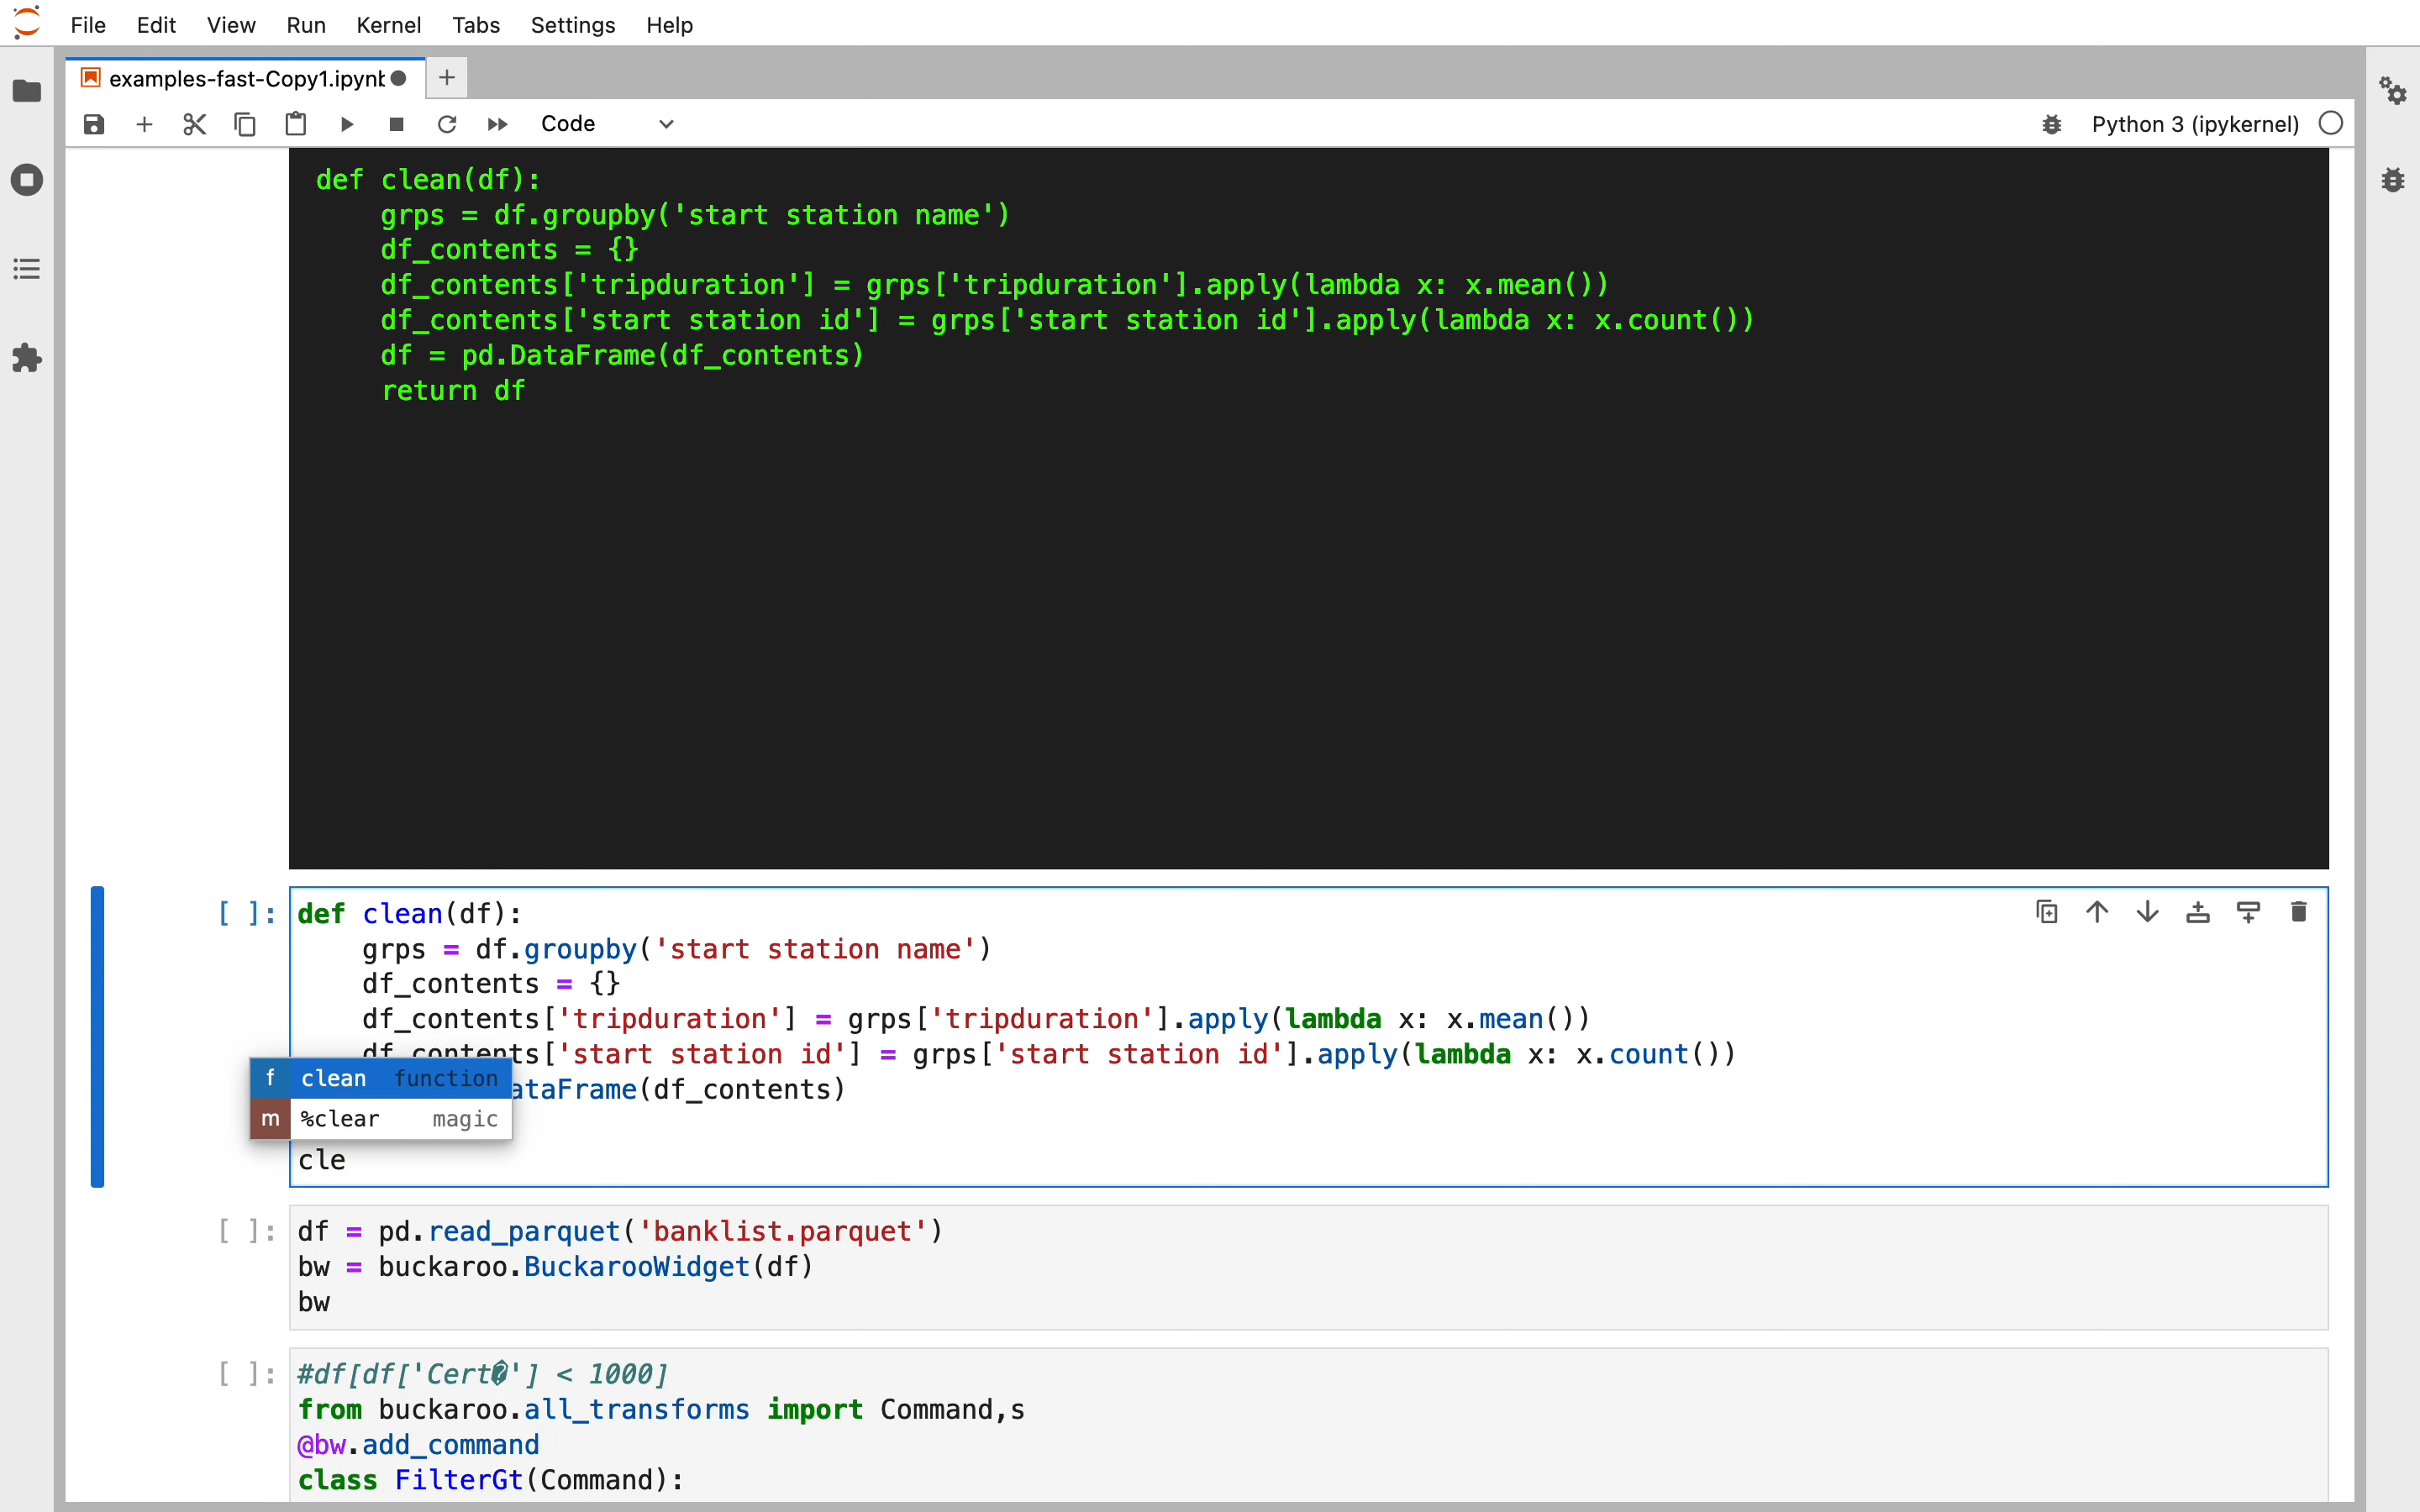 File Edit View Run Kernel Tabs Settings Help
examples-fast-Copy1.ipynb
Code
Python 3 (ipykernel)
def clean(df):
    grps = df.groupby('start station name')
    df_contents = {}
    df_contents['tripduration'] = grps['tripduration'].apply(lambda x: x.mean())
    df_contents['start station id'] = grps['start station id'].apply(lambda x: x.count())
    df = pd.DataFrame(df_contents)
    return df
[ ]:
def clean(df):
    grps = df.groupby('start station name')
    df_contents = {}
    df_contents['tripduration'] = grps['tripduration'].apply(lambda x: x.mean())
    df_contents['start station id'] = grps['start station id'].apply(lambda x: x.count())
ataFrame(df_contents)
f clean function
m %clear magic
cle
[ ]:
df = pd.read_parquet('banklist.parquet')
bw = buckaroo.BuckarooWidget(df)
bw
[ ]:
#df[df['Cert�'] < 1000]
from buckaroo.all_transforms import Command,s
@bw.add_command
class FilterGt(Command):